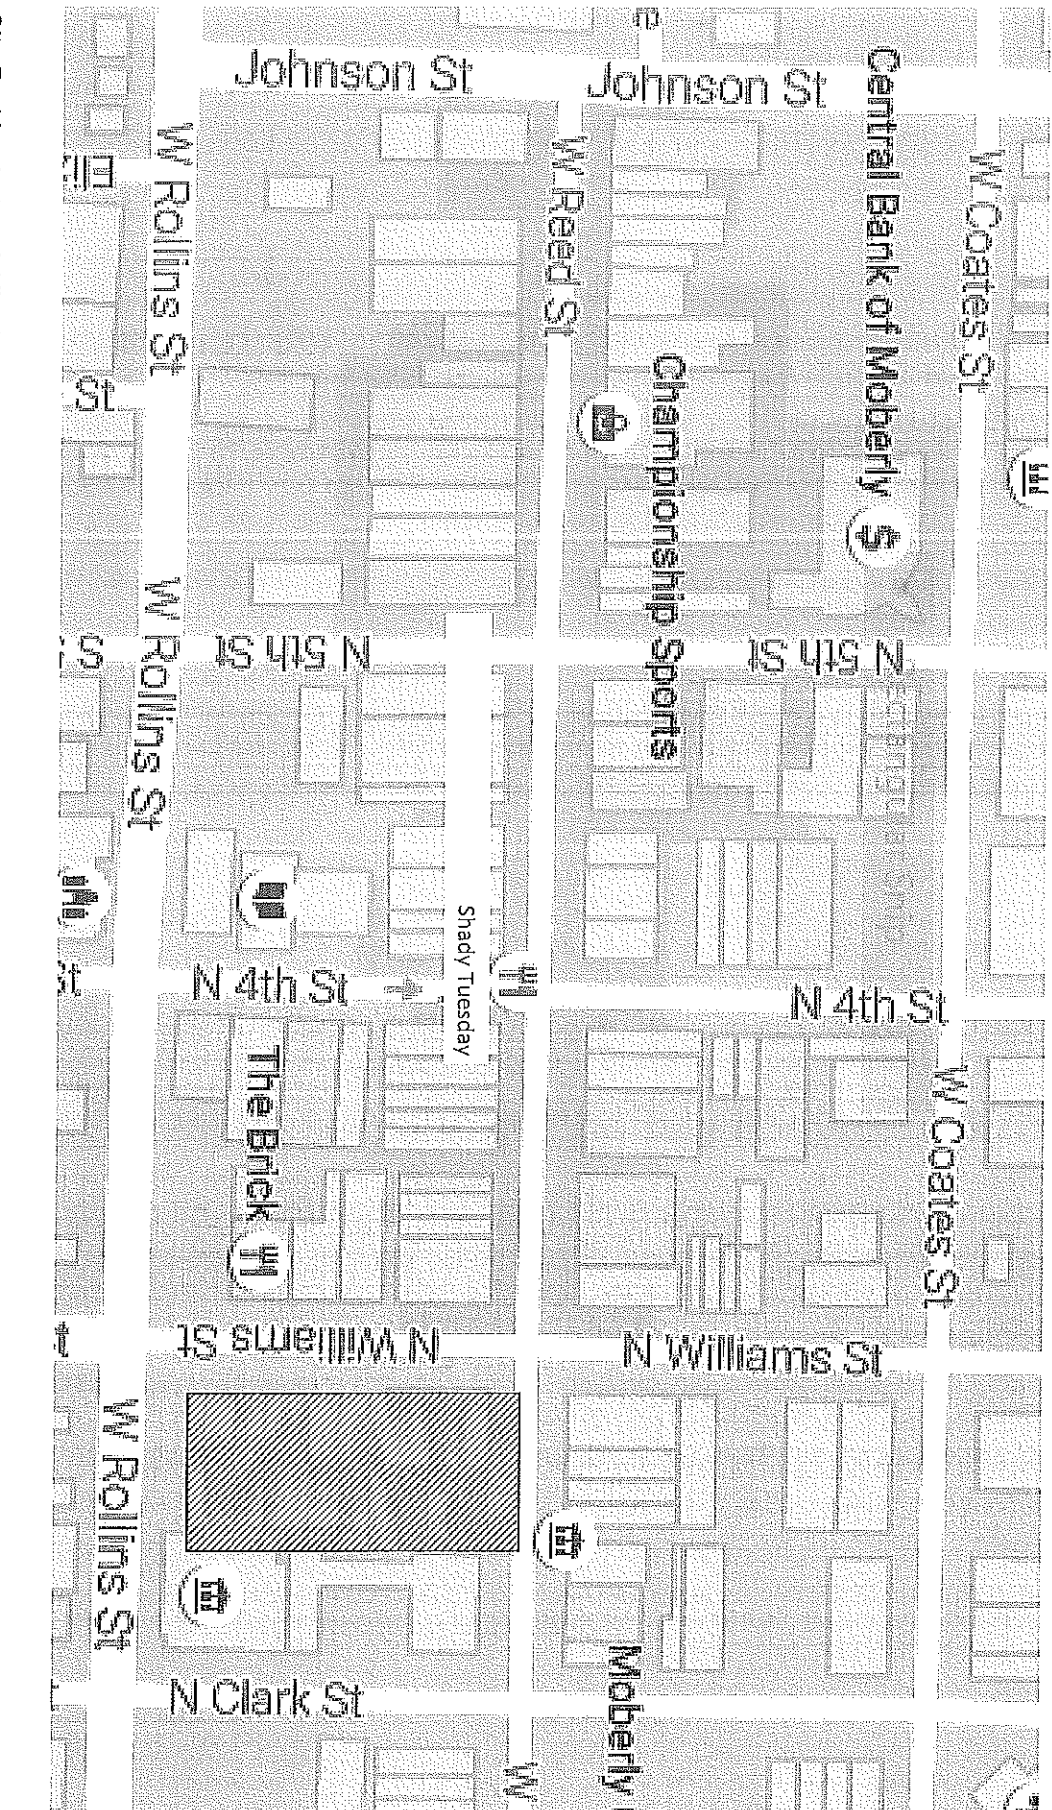 Johnson St
Johnson St
Central Bank of Moberly
W Rollins St
W Reed St
W Coates St
St
Championship Sports
N 5th St
N 5th St
W Rollins St
Shady Tuesday
N 4th St
N 4th St
The Brick
W Coates St
N Williams St
N Williams St
W Rollins St
N Clark St
Moberly
W